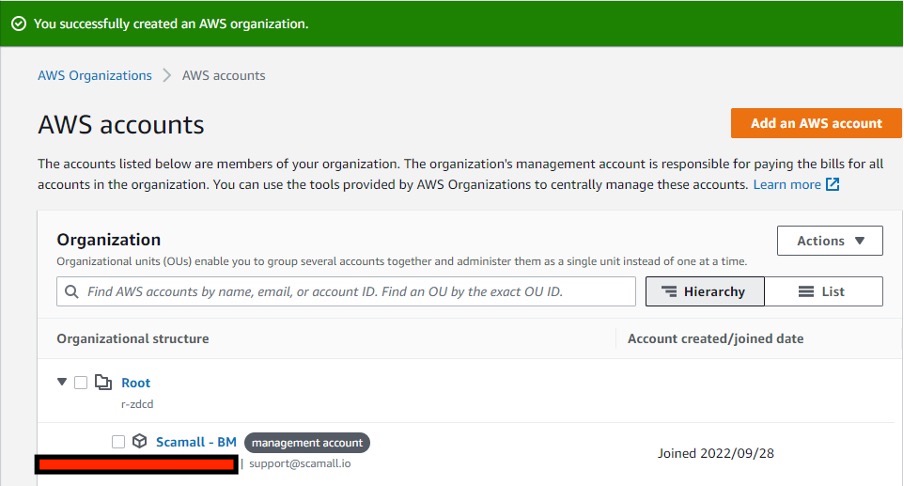 You successfully created an AWS organization.
AWS Organizations > AWS accounts
AWS accounts
Add an AWS account
The accounts listed below are members of your organization. The organization's management account is responsible for paying the bills for all
accounts in the organization. You can use the tools provided by AWS Organizations to centrally manage these accounts. Learn more
Organization
Actions
Organizational units (OUs) enable you to group several accounts together and administer them as a single unit instead of one at a time.
Find AWS accounts by name, email, or account ID. Find an OU by the exact OU ID.
Hierarchy
List
Organizational structure
Account created/joined date
Root
r-zdcd
Scamall - BM management account
| support@scamall.io
Joined 2022/09/28